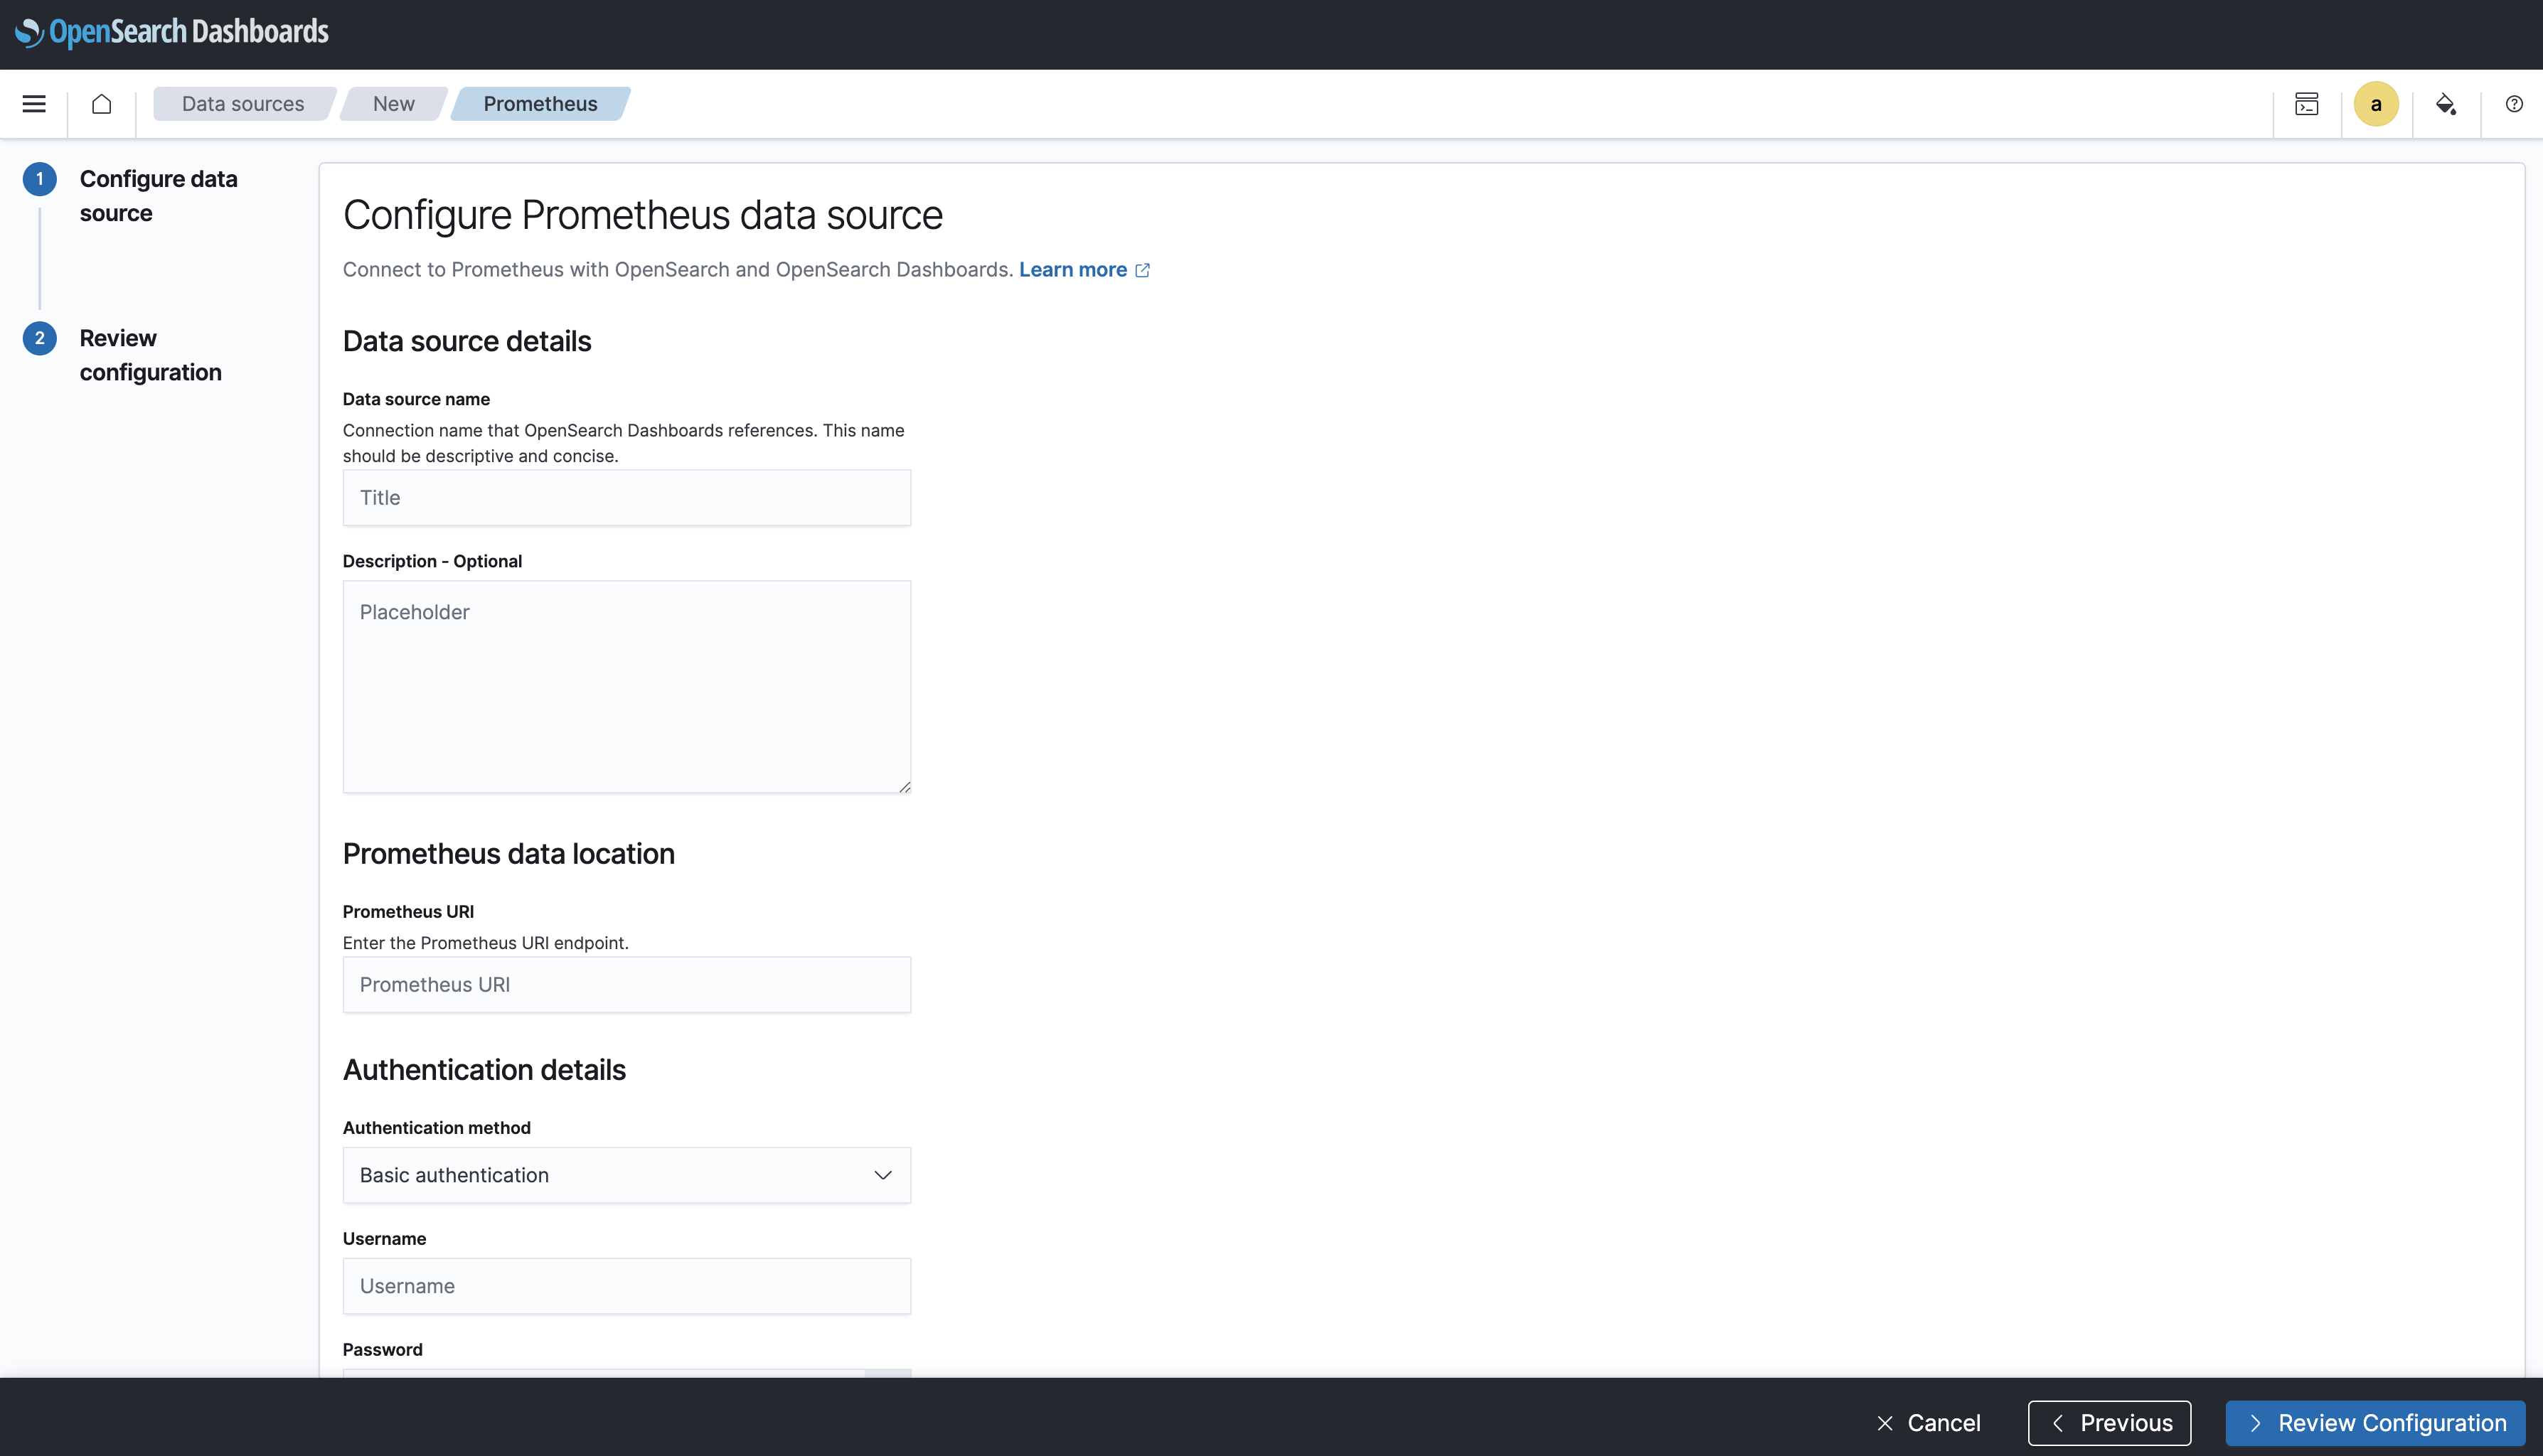 OpenSearch Dashboards
Data sources
New
Prometheus
a
1
Configure data
source
2
Review
configuration
Configure Prometheus data source
Connect to Prometheus with OpenSearch and OpenSearch Dashboards. Learn more
Data source details
Data source name
Connection name that OpenSearch Dashboards references. This name
should be descriptive and concise.
Title
Description - Optional
Placeholder
Prometheus data location
Prometheus URI
Enter the Prometheus URI endpoint.
Prometheus URI
Authentication details
Authentication method
Basic authentication
Username
Username
Password
Cancel
Previous
Review Configuration